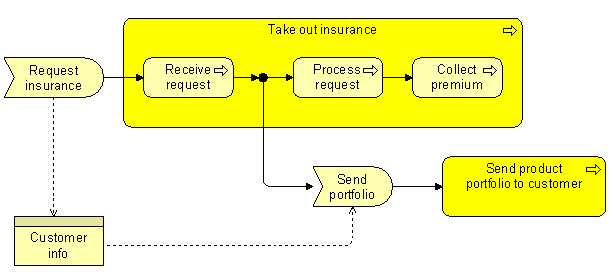 Take out insurance
Request
insurance
Receive
request
Process
request
Collect
premium
Send
portfolio
Send product
portfolio to customer
Customer
info